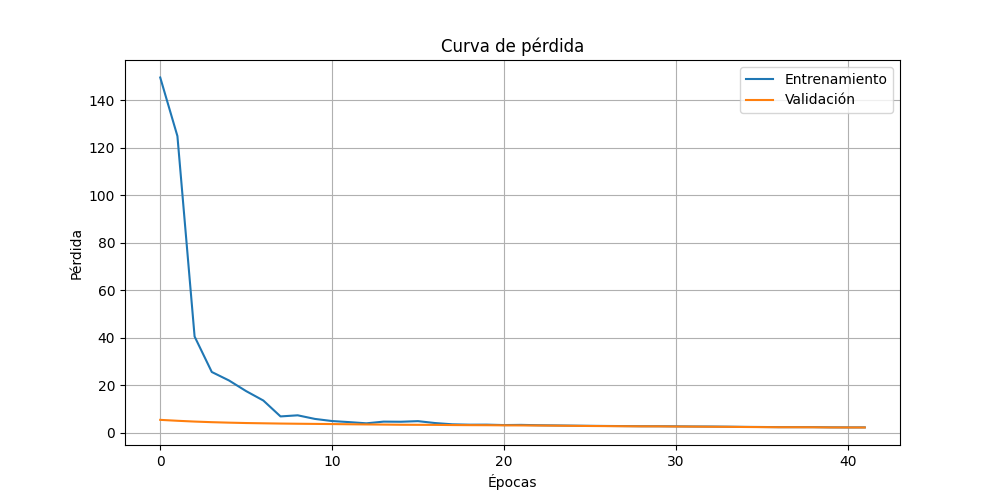 Curva de pérdida
Entrenamiento
Validación
Pérdida
140
120
100
80
60
40
20
0
0 10 20 30 40
Épocas